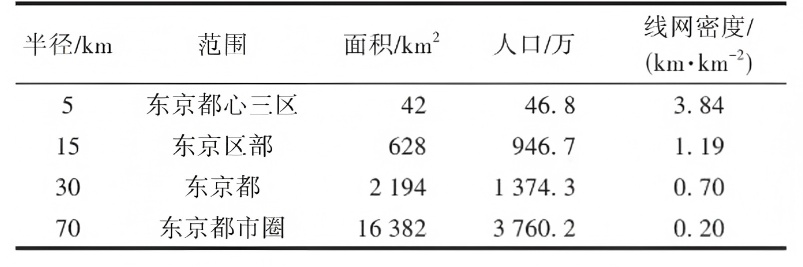 半径/km 范围 面积/km² 人口/万 线网密度/(km·km⁻²)
5 东京都心三区 42 46.8 3.84
15 东京区部 628 946.7 1.19
30 东京都 2 194 1 374.3 0.70
70 东京都市圈 16 382 3 760.2 0.20